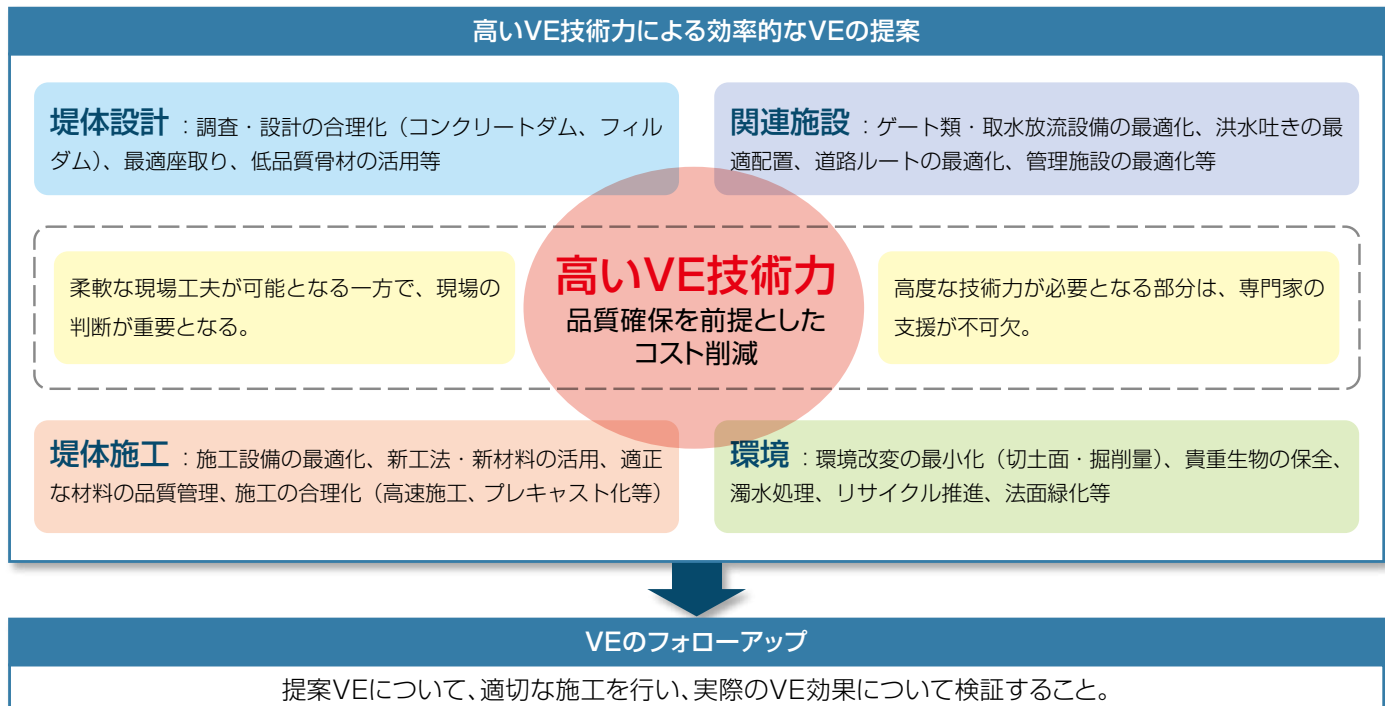 高いVE技術力による効率的なVEの提案
堤体設計：調査・設計の合理化（コンクリートダム、フィル
ダム）、最適座取り、低品質骨材の活用等
関連施設：ゲート類・取水放流設備の最適化、洪水吐きの最
適配置、道路ルートの最適化、管理施設の最適化等
柔軟な現場工夫が可能となる一方で、現場の
判断が重要となる。
高いVE技術力
品質確保を前提とした
コスト削減
高度な技術力が必要となる部分は、専門家の
支援が不可欠。
堤体施工：施工設備の最適化、新工法・新材料の活用、適正
な材料の品質管理、施工の合理化（高速施工、プレキャスト化等）
環境：環境改変の最小化（切土面・掘削量）、貴重生物の保全、
濁水処理、リサイクル推進、法面緑化等
VEのフォローアップ
提案VEについて、適切な施工を行い、実際のVE効果について検証すること。